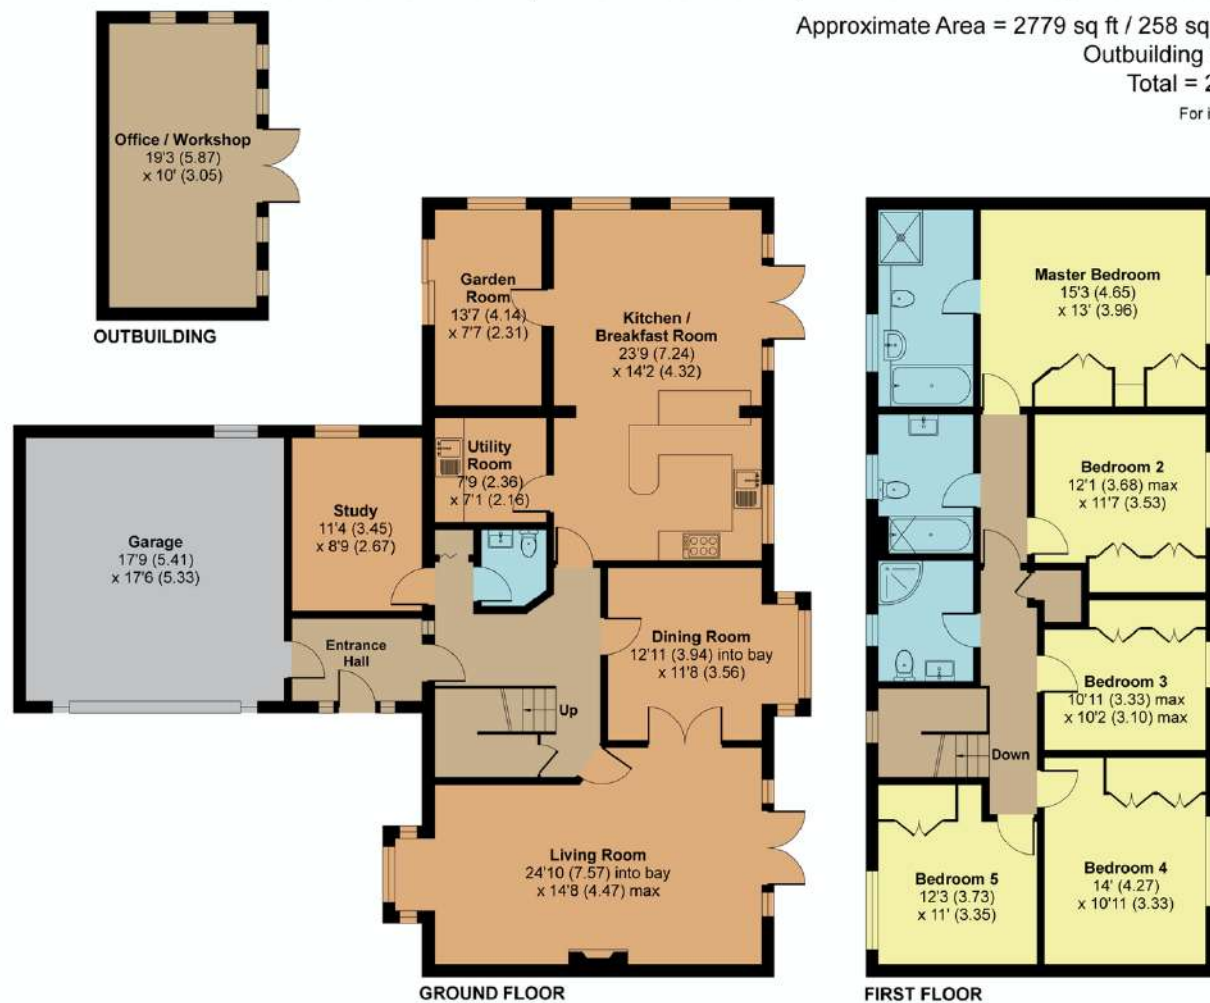 Approximate Area = 2779 sq ft / 258 sq
Outbuilding
Total = 2
For i
Office / Workshop
19'3 (5.87)
x 10' (3.05)
OUTBUILDING
Garden
Room
13'7 (4.14)
x 7'7 (2.31)
Kitchen /
Breakfast Room
23'9 (7.24)
x 14'2 (4.32)
Utility
Room
7'9 (2.36)
x 7'1 (2.16)
Study
11'4 (3.45)
x 8'9 (2.67)
Garage
17'9 (5.41)
x 17'6 (5.33)
Entrance
Hall
Dining Room
12'11 (3.94) into bay
x 11'8 (3.56)
Up
Living Room
24'10 (7.57) into bay
x 14'8 (4.47) max
GROUND FLOOR
Master Bedroom
15'3 (4.65)
x 13' (3.96)
Bedroom 2
12'1 (3.68) max
x 11'7 (3.53)
Bedroom 3
10'11 (3.33) max
x 10'2 (3.10) max
Down
Bedroom 4
14' (4.27)
x 10'11 (3.33)
Bedroom 5
12'3 (3.73)
x 11' (3.35)
FIRST FLOOR